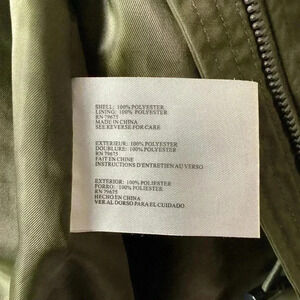 SHELL: 100% POLYESTER
LINING: 100% POLYESTER
RN 79675
MADE IN CHINA
SEE REVERSE FOR CARE
EXTERIEUR: 100% POLYESTER
DOUBLURE: 100% POLYESTER
RN 79675
FAIT EN CHINE
INSTRUCTIONS D'ENTRETIEN AU VERSO
EXTERIOR: 100% POLIESTER
FORRO: 100% POLIESTER
RN 79675
HECHO EN CHINA
VER AL DORSO PARA EL CUIDADO